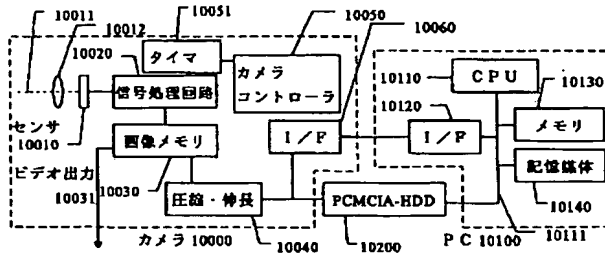 10051
10011
10012
10020
タイマ
10050
10060
カメラ
コントローラ
信号処理回路
センサ
10010
画像メモリ
ビデオ出力
10031
10030
圧縮・伸長
10040
カメラ 10000
I/F
PCMCIA-HDD
10200
10110
CPU
10130
10120
I/F
メモリ
記憶媒体
10140
PC 10100
10111